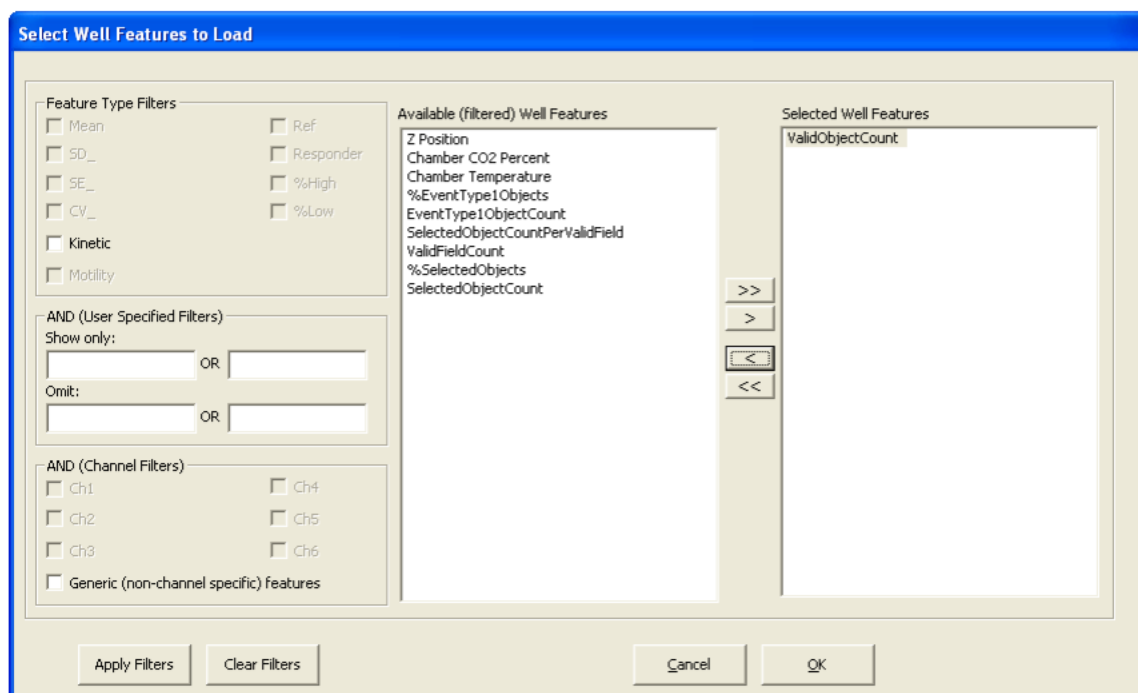 Select Well Features to Load
Feature Type Filters
Mean
Ref
SD_
Responder
SE_
%High
CV_
%Low
Kinetic
Motility
AND (User Specified Filters)
Show only:
OR
Omit:
OR
AND (Channel Filters)
Ch1
Ch4
Ch2
Ch5
Ch3
Ch6
Generic (non-channel specific) features
Available (filtered) Well Features
Z Position
Chamber CO2 Percent
Chamber Temperature
%EventType1Objects
EventType1ObjectCount
SelectedObjectCountPerValidField
ValidFieldCount
%SelectedObjects
SelectedObjectCount
>>
>
<
<<
Selected Well Features
ValidObjectCount
Apply Filters
Clear Filters
Cancel
OK